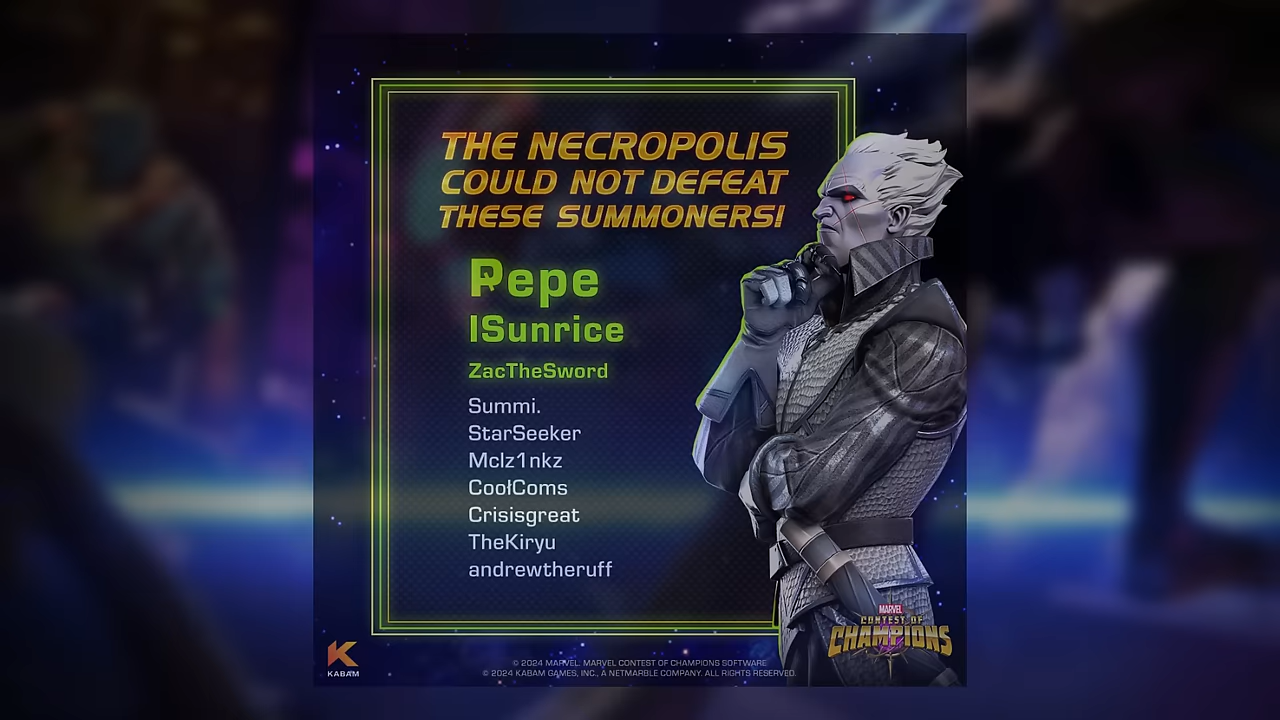 THE NECROPOLIS
COULD NOT DEFEAT
THESE SUMMONERS!
Pepe
lSunrice
ZacTheSword
Summi.
StarSeeker
Mclz1nkz
CoołComs
Crisisgreat
TheKiryu
andrewtheruff
MARVEL
CONTEST OF
CHAMPIONS
KABAM
© 2024 MARVEL. MARVEL CONTEST OF CHAMPIONS SOFTWARE
© 2024 KABAM GAMES, INC., A NETMARBLE COMPANY. ALL RIGHTS RESERVED.